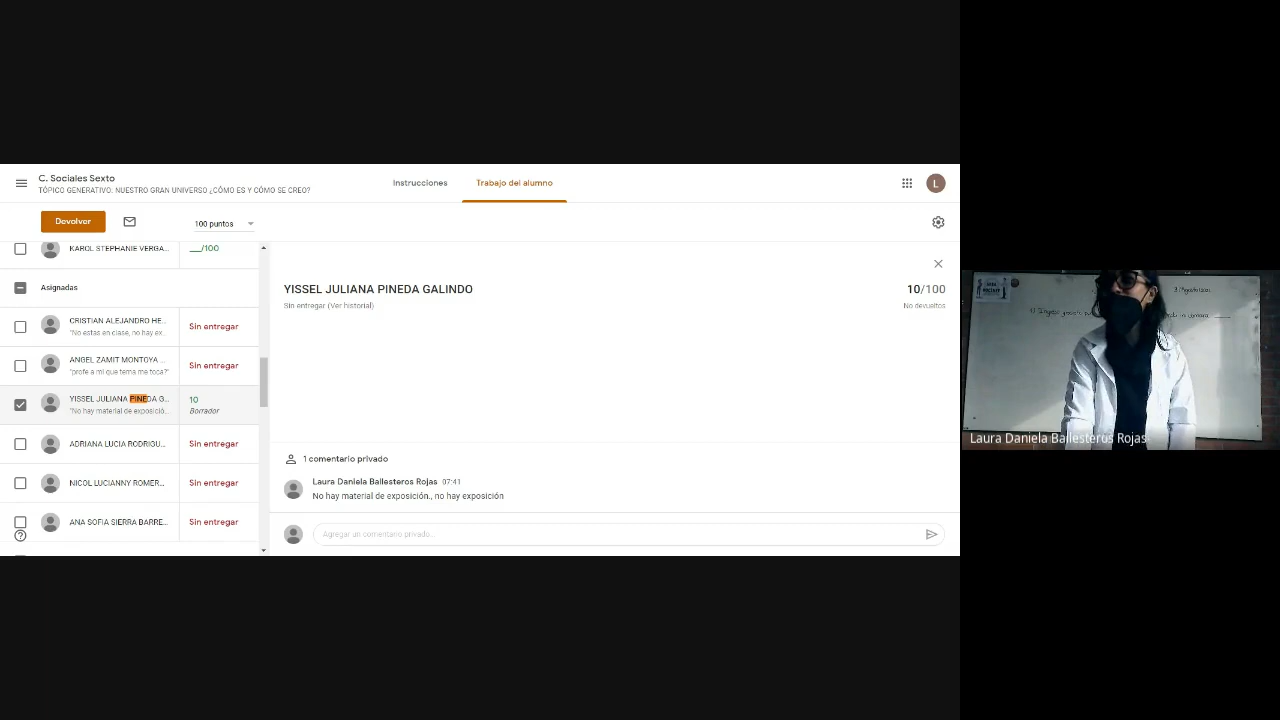 C. Sociales Sexto
TÓPICO GENERATIVO: NUESTRO GRAN UNIVERSO ¿CÓMO ES Y CÓMO SE CREO?
Instrucciones
Trabajo del alumno
L
Devolver
100 puntos
KAROL STEPHANIE VERGA...
__/100
Asignadas
CRISTIAN ALEJANDRO HE...
"No estas en clase, no hay ex...
Sin entregar
ANGEL ZAMIT MONTOYA ...
"profe a mi que tema me toca?"
Sin entregar
YISSEL JULIANA PINEDA G...
"No hay material de exposició...
10
Borrador
ADRIANA LUCIA RODRIGU...
Sin entregar
NICOL LUCIANNY ROMER...
Sin entregar
ANA SOFIA SIERRA BARRE...
Sin entregar
YISSEL JULIANA PINEDA GALINDO
10/100
Sin entregar (Ver historial)
No devueltos
1 comentario privado
Laura Daniela Ballesteros Rojas 07:41
No hay material de exposición., no hay exposición
Agregar un comentario privado...
Laura Daniela Ballesteros Rojas